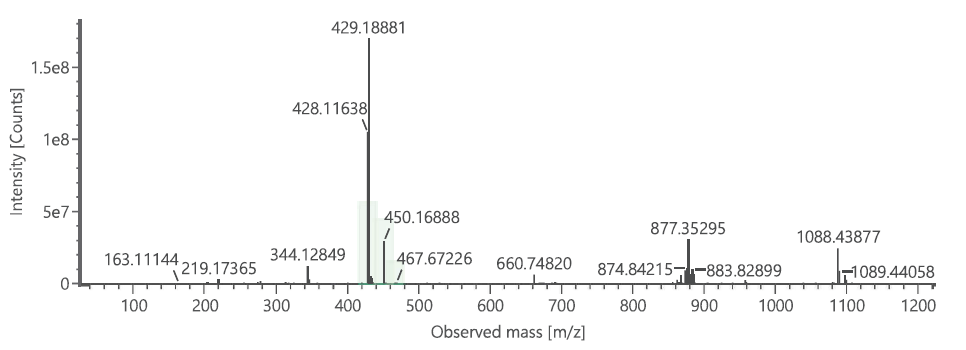 429.18881
1.5e8
428.11638
1e8
5e7
450.16888
877.35295
1088.43877
344.12849
467.67226
163.11144
219.17365
660.74820
874.84215
883.82899
1089.44058
0
100 200 300 400 500 600 700 800 900 1000 1100 1200
Observed mass [m/z]
Intensity [Counts]